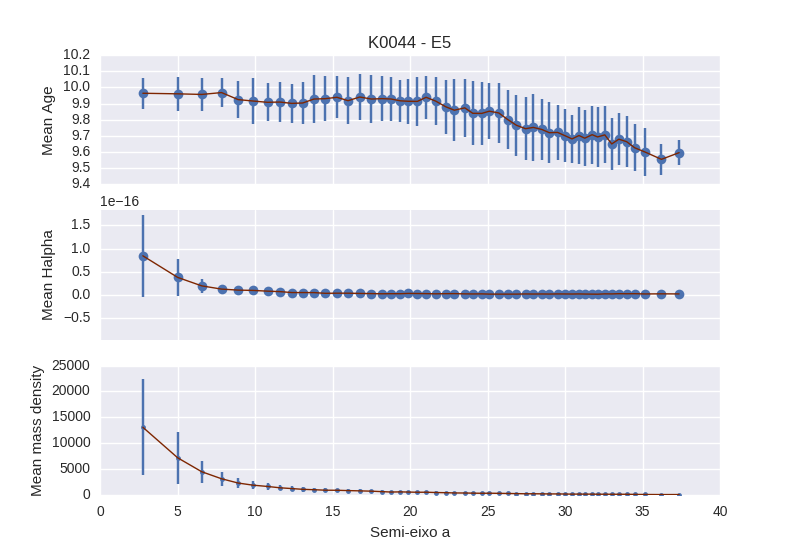 K0044 - E5
10.2
10.1
10.0
9.9
9.8
9.7
9.6
9.5
9.4
Mean Age
1e−16
1.5
1.0
0.5
0.0
−0.5
Mean Halpha
25000
20000
15000
10000
5000
0
Mean mass density
0 5 10 15 20 25 30 35 40
Semi-eixo a